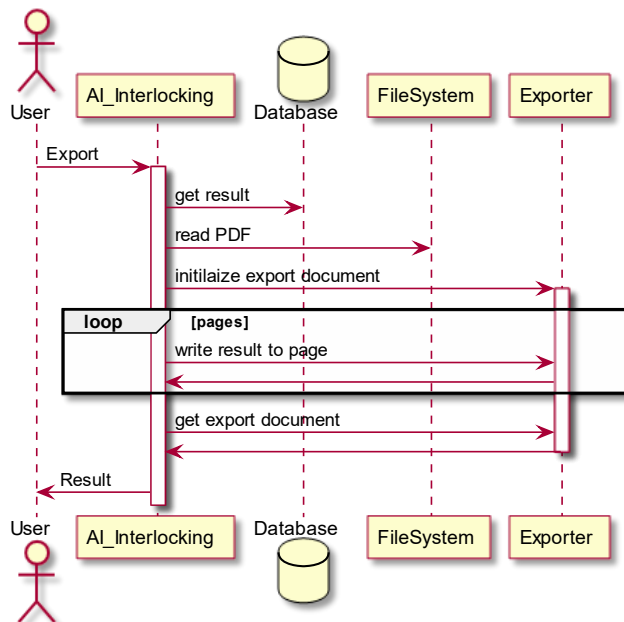 User
AI_Interlocking
Database
FileSystem
Exporter
Export
get result
read PDF
initilaize export document
loop
[pages]
write result to page
get export document
Result
User
AI_Interlocking
Database
FileSystem
Exporter